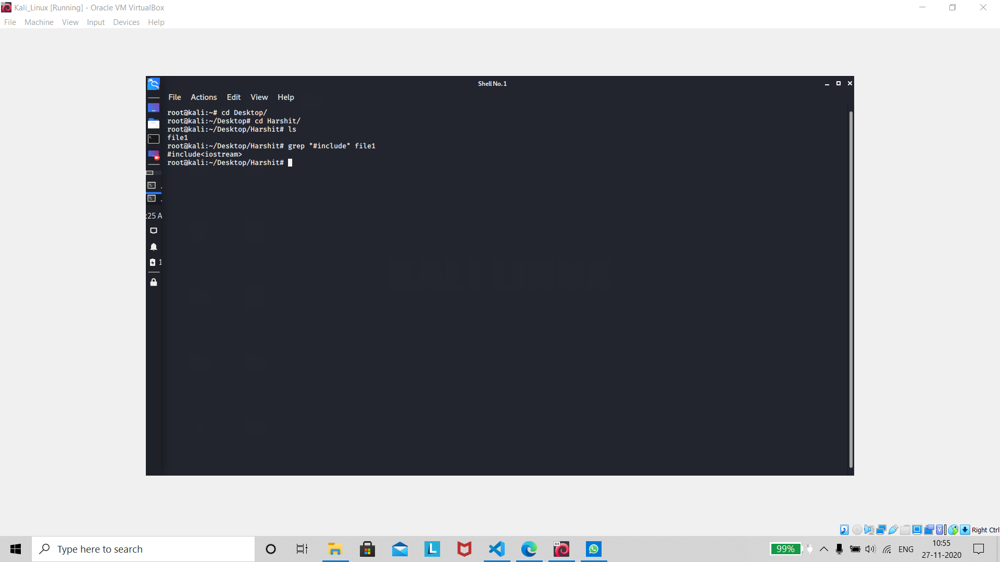 Kali_Linux [Running] - Oracle VM VirtualBox
File Machine View Input Devices Help
Shell No. 1
File Actions Edit View Help
root@kali:~# cd Desktop/
root@kali:~/Desktop# cd Harshit/
root@kali:~/Desktop/Harshit# ls
file1
root@kali:~/Desktop/Harshit# grep "#include" file1
#include<iostream>
root@kali:~/Desktop/Harshit#
:25 A
1
Right Ctrl
Type here to search
99%
ENG
10:55
27-11-2020